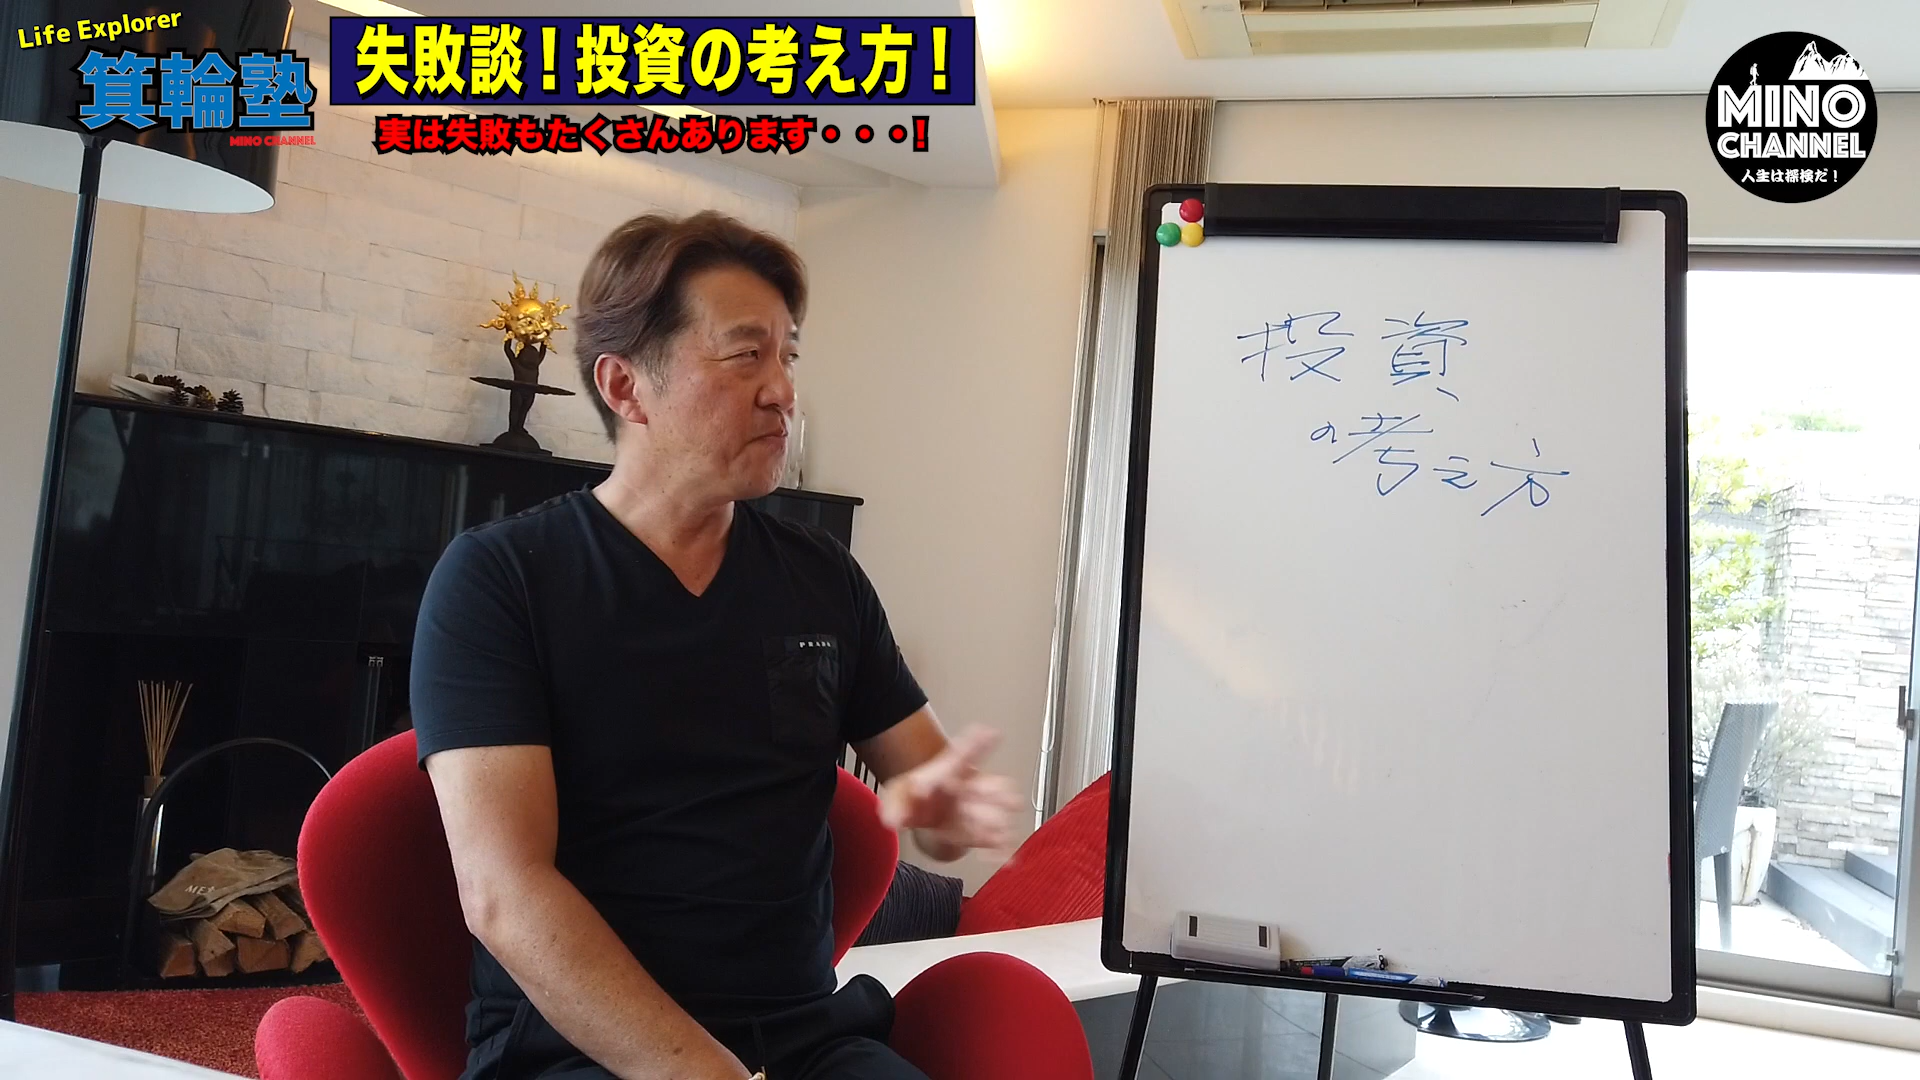 Life Explorer
箕輪塾
MINO CHANNEL
失敗談！投資の考え方！
実は失敗もたくさんあります・・・！
MINO
CHANNEL
人生は探検だ！
投資
の考え方
PRADA